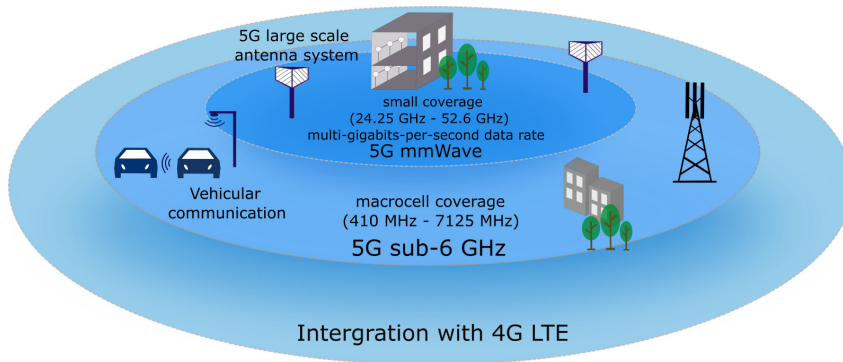 5G large scale
antenna system
small coverage
(24.25 GHz - 52.6 GHz)
multi-gigabits-per-second data rate
5G mmWave
Vehicular
communication
macrocell coverage
(410 MHz - 7125 MHz)
5G sub-6 GHz
Intergration with 4G LTE